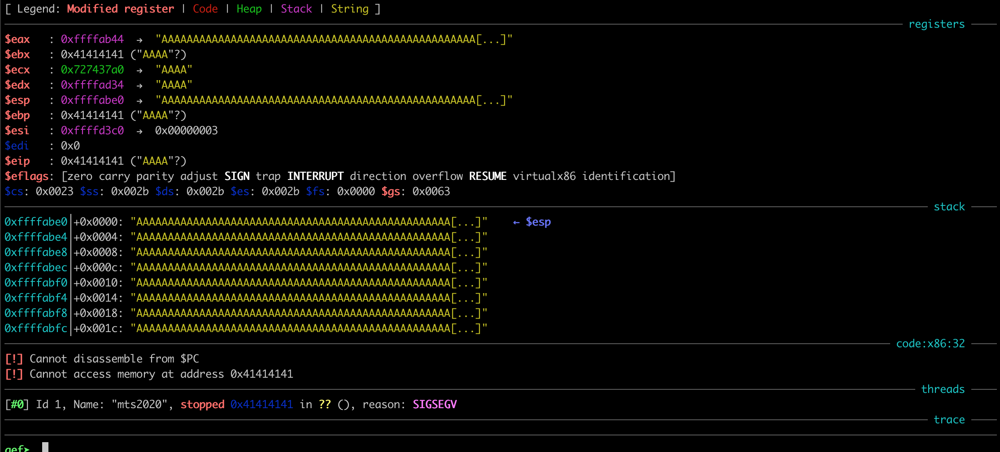 [ Legend: Modified register | Code | Heap | Stack | String ]
registers
$eax   : 0xffffab44  →  "AAAAAAAAAAAAAAAAAAAAAAAAAAAAAAAAAAAAAAAAAAAAAAAAAA[...]"
$ebx   : 0x41414141 ("AAAA"?)
$ecx   : 0x727437a0  →  "AAAA"
$edx   : 0xffffad34  →  "AAAA"
$esp   : 0xffffabe0  →  "AAAAAAAAAAAAAAAAAAAAAAAAAAAAAAAAAAAAAAAAAAAAAAAAAA[...]"
$ebp   : 0x41414141 ("AAAA"?)
$esi   : 0xffffd3c0  →  0x00000003
$edi   : 0x0
$eip   : 0x41414141 ("AAAA"?)
$eflags: [zero carry parity adjust SIGN trap INTERRUPT direction overflow RESUME virtualx86 identification]
$cs: 0x0023 $ss: 0x002b $ds: 0x002b $es: 0x002b $fs: 0x0000 $gs: 0x0063
stack
0xffffabe0│+0x0000: "AAAAAAAAAAAAAAAAAAAAAAAAAAAAAAAAAAAAAAAAAAAAAAAAAA[...]"    ← $esp
0xffffabe4│+0x0004: "AAAAAAAAAAAAAAAAAAAAAAAAAAAAAAAAAAAAAAAAAAAAAAAAAA[...]"
0xffffabe8│+0x0008: "AAAAAAAAAAAAAAAAAAAAAAAAAAAAAAAAAAAAAAAAAAAAAAAAAA[...]"
0xffffabec│+0x000c: "AAAAAAAAAAAAAAAAAAAAAAAAAAAAAAAAAAAAAAAAAAAAAAAAAA[...]"
0xffffabf0│+0x0010: "AAAAAAAAAAAAAAAAAAAAAAAAAAAAAAAAAAAAAAAAAAAAAAAAAA[...]"
0xffffabf4│+0x0014: "AAAAAAAAAAAAAAAAAAAAAAAAAAAAAAAAAAAAAAAAAAAAAAAAAA[...]"
0xffffabf8│+0x0018: "AAAAAAAAAAAAAAAAAAAAAAAAAAAAAAAAAAAAAAAAAAAAAAAAAA[...]"
0xffffabfc│+0x001c: "AAAAAAAAAAAAAAAAAAAAAAAAAAAAAAAAAAAAAAAAAAAAAAAAAA[...]"
code:x86:32
[!] Cannot disassemble from $PC
[!] Cannot access memory at address 0x41414141
threads
[#0] Id 1, Name: "mts2020", stopped 0x41414141 in ?? (), reason: SIGSEGV
trace
gef➤